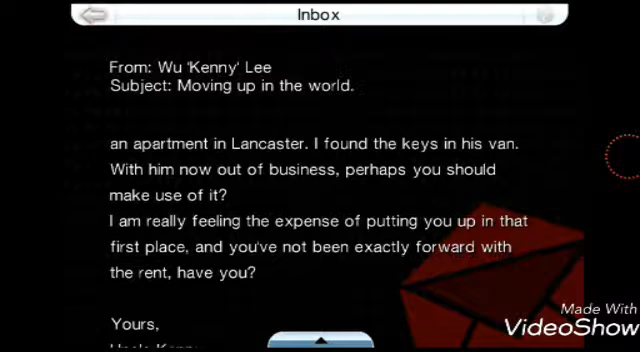 Inbox
From: Wu 'Kenny' Lee
Subject: Moving up in the world.
an apartment in Lancaster. I found the keys in his van.
With him now out of business, perhaps you should
make use of it?
I am really feeling the expense of putting you up in that
first place, and you've not been exactly forward with
the rent, have you?
Yours,
Uncle Kenny
Made With
VideoShow